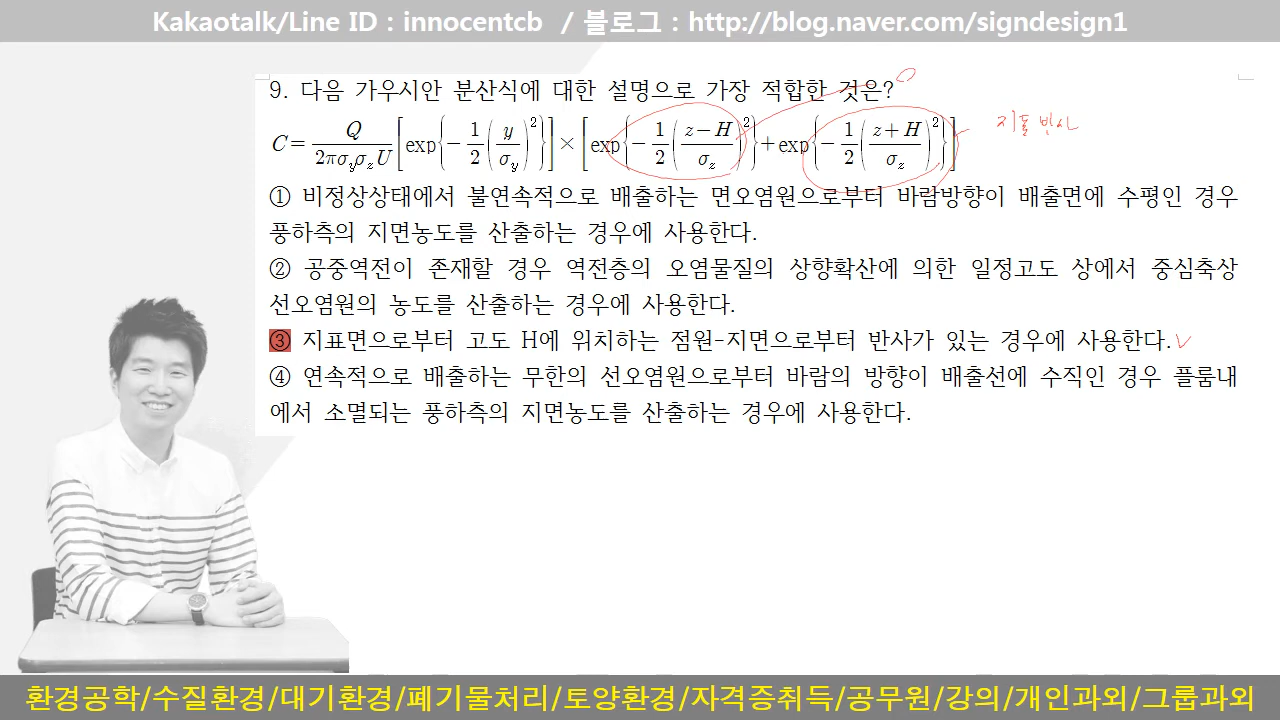 Kakaotalk/Line ID : innocentcb / 블로그 : http://blog.naver.com/signdesign1
9. 다음 가우시안 분산식에 대한 설명으로 가장 적합한 것은?
C = Q / 2πσ_yσ_zU [exp{-1/2(y/σ_y)^2}] × [exp{-1/2(z-H/σ_z)^2} + exp{-1/2(z+H/σ_z)^2}]
지표 반사
① 비정상상태에서 불연속적으로 배출하는 면오염원으로부터 바람방향이 배출면에 수평인 경우
풍하측의 지면농도를 산출하는 경우에 사용한다.
② 공중역전이 존재할 경우 역전층의 오염물질의 상향확산에 의한 일정고도 상에서 중심축상
선오염원의 농도를 산출하는 경우에 사용한다.
③ 지표면으로부터 고도 H에 위치하는 점원-지면으로부터 반사가 있는 경우에 사용한다.
④ 연속적으로 배출하는 무한의 선오염원으로부터 바람의 방향이 배출선에 수직인 경우 플룸내
에서 소멸되는 풍하측의 지면농도를 산출하는 경우에 사용한다.
환경공학/수질환경/대기환경/폐기물처리/토양환경/자격증취득/공무원/강의/개인과외/그룹과외